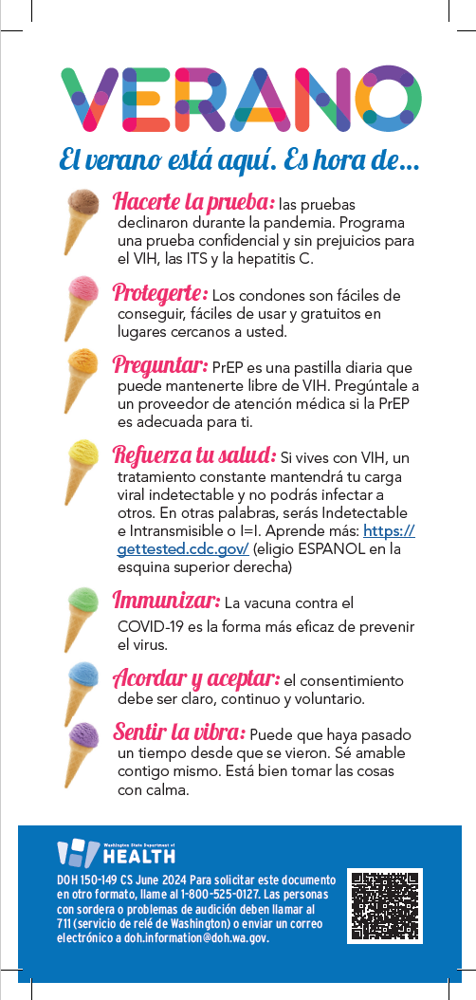 VERANO
El verano está aquí. Es hora de...
Hacerte la prueba: las pruebas
declinaron durante la pandemia. Programa
una prueba confidencial y sin prejuicios para
el VIH, las ITS y la hepatitis C.
Protegerte: Los condones son fáciles de
conseguir, fáciles de usar y gratuitos en
lugares cercanos a usted.
Preguntar: PrEP es una pastilla diaria que
puede mantenerte libre de VIH. Pregúntale a
un proveedor de atención médica si la PrEP
es adecuada para ti.
Refuerza tu salud: Si vives con VIH, un
tratamiento constante mantendrá tu carga
viral indetectable y no podrás infectar a
otros. En otras palabras, serás Indetectable
e Intransmisible o I=I. Aprende más: https://
gettested.cdc.gov/ (eligio ESPANOL en la
esquina superior derecha)
Immunizar: La vacuna contra el
COVID-19 es la forma más eficaz de prevenir
el virus.
Acordar y aceptar: el consentimiento
debe ser claro, continuo y voluntario.
Sentir la vibra: Puede que haya pasado
un tiempo desde que se vieron. Sé amable
contigo mismo. Está bien tomar las cosas
con calma.
Washington State Department of
HEALTH
DOH 150-149 CS June 2024 Para solicitar este documento
en otro formato, llame al 1-800-525-0127. Las personas
con sordera o problemas de audición deben llamar al
711 (servicio de relé de Washington) o enviar un correo
electrónico a doh.information@doh.wa.gov.